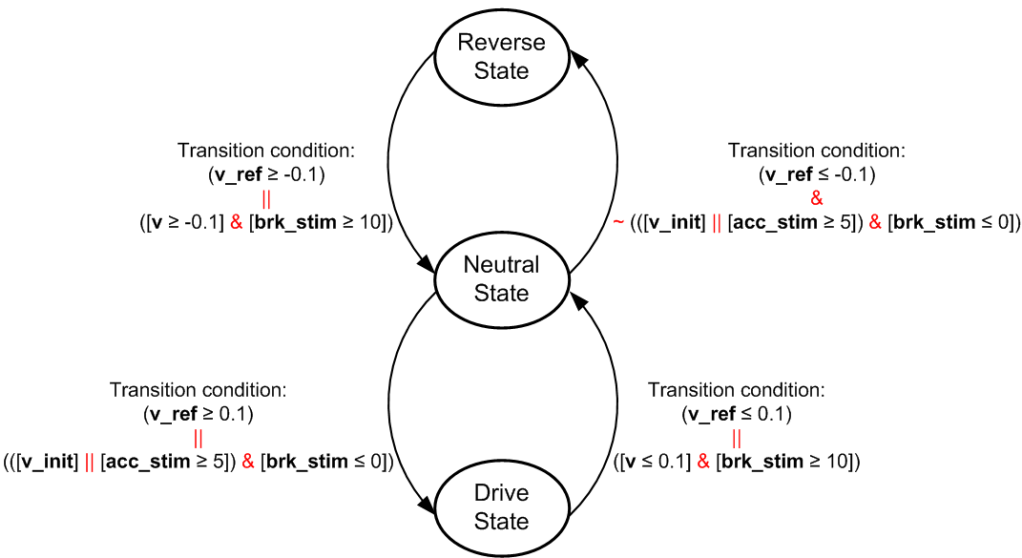 Reverse
State
Transition condition:
(v_ref ≥ -0.1)
||
([v ≥ -0.1] & [brk_stim ≥ 10])
Transition condition:
(v_ref ≤ -0.1)
&
~ (([v_init] || [acc_stim ≥ 5]) & [brk_stim ≤ 0])
Neutral
State
Transition condition:
(v_ref ≥ 0.1)
||
(([v_init] || [acc_stim ≥ 5]) & [brk_stim ≤ 0])
Transition condition:
(v_ref ≤ 0.1)
||
([v ≤ 0.1] & [brk_stim ≥ 10])
Drive
State